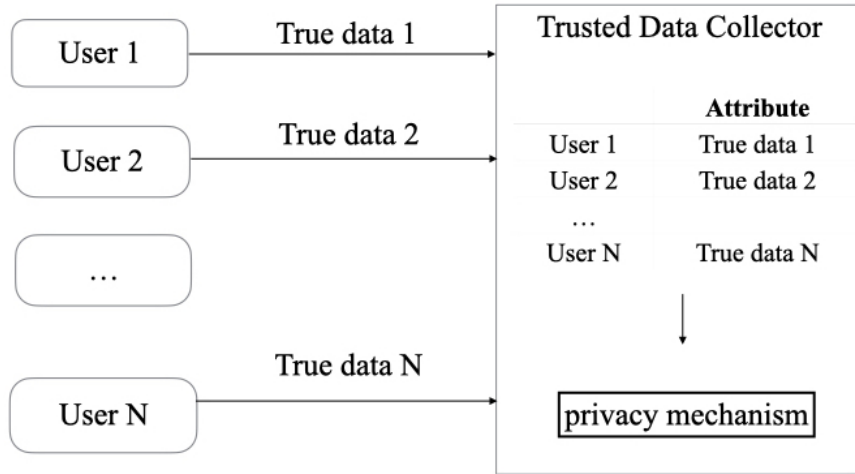 User 1
True data 1
User 2
True data 2
…
User N
True data N
Trusted Data Collector
Attribute
User 1 True data 1
User 2 True data 2
…
User N True data N
privacy mechanism